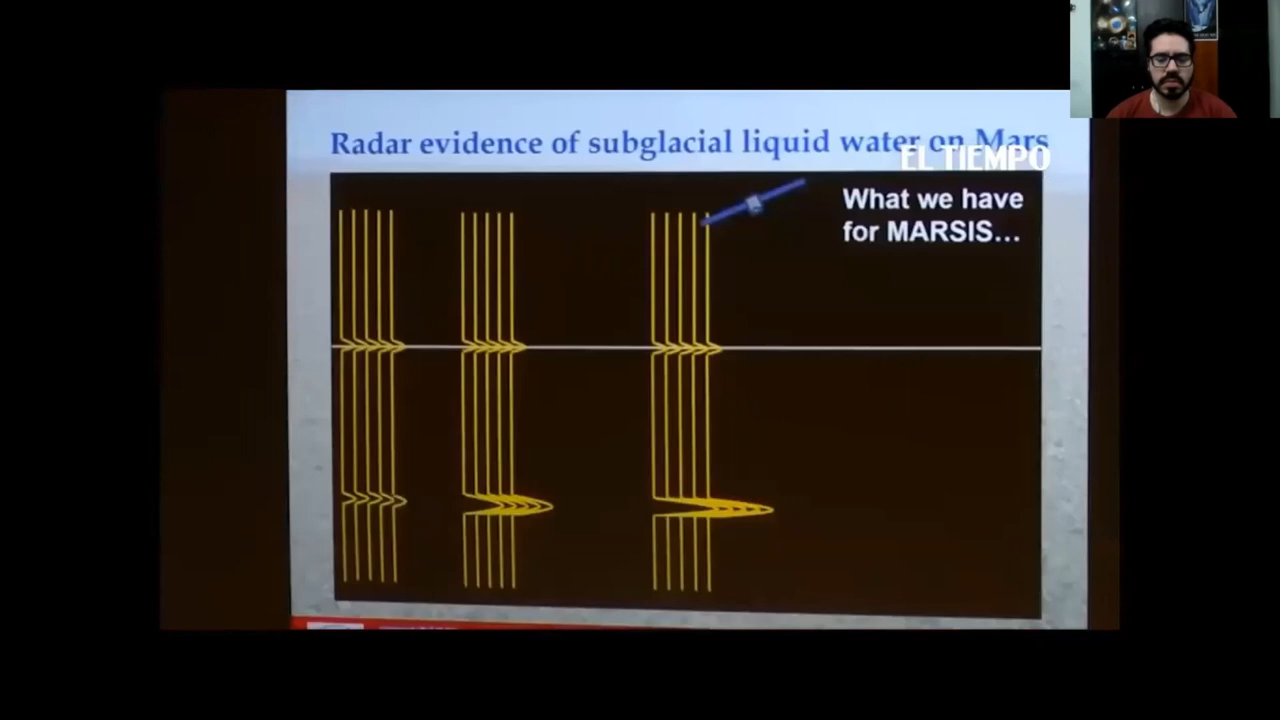 Radar evidence of subglacial liquid water on Mars
EL TIEMPO
What we have
for MARSIS…